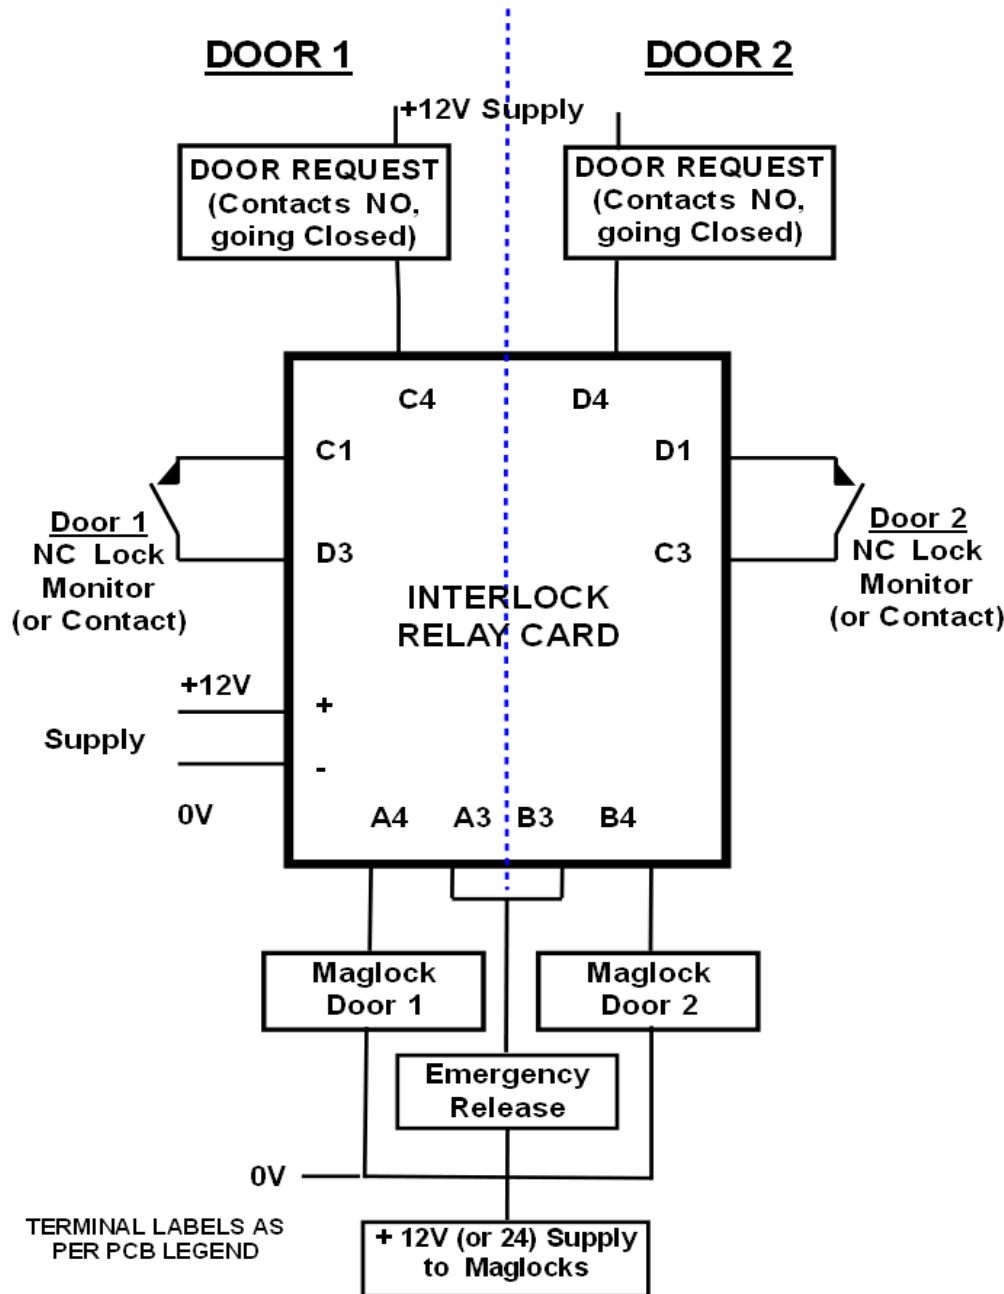 DOOR 1
DOOR 2
+12V Supply
DOOR REQUEST
(Contacts NO,
going Closed)
DOOR REQUEST
(Contacts NO,
going Closed)
C4
D4
C1
D1
Door 1
NC Lock
Monitor
(or Contact)
D3
C3
Door 2
NC Lock
Monitor
(or Contact)
INTERLOCK
RELAY CARD
+12V
+
Supply
-
0V
A4
A3
B3
B4
Maglock
Door 1
Maglock
Door 2
Emergency
Release
0V
TERMINAL LABELS AS
PER PCB LEGEND
+ 12V (or 24) Supply
to Maglocks